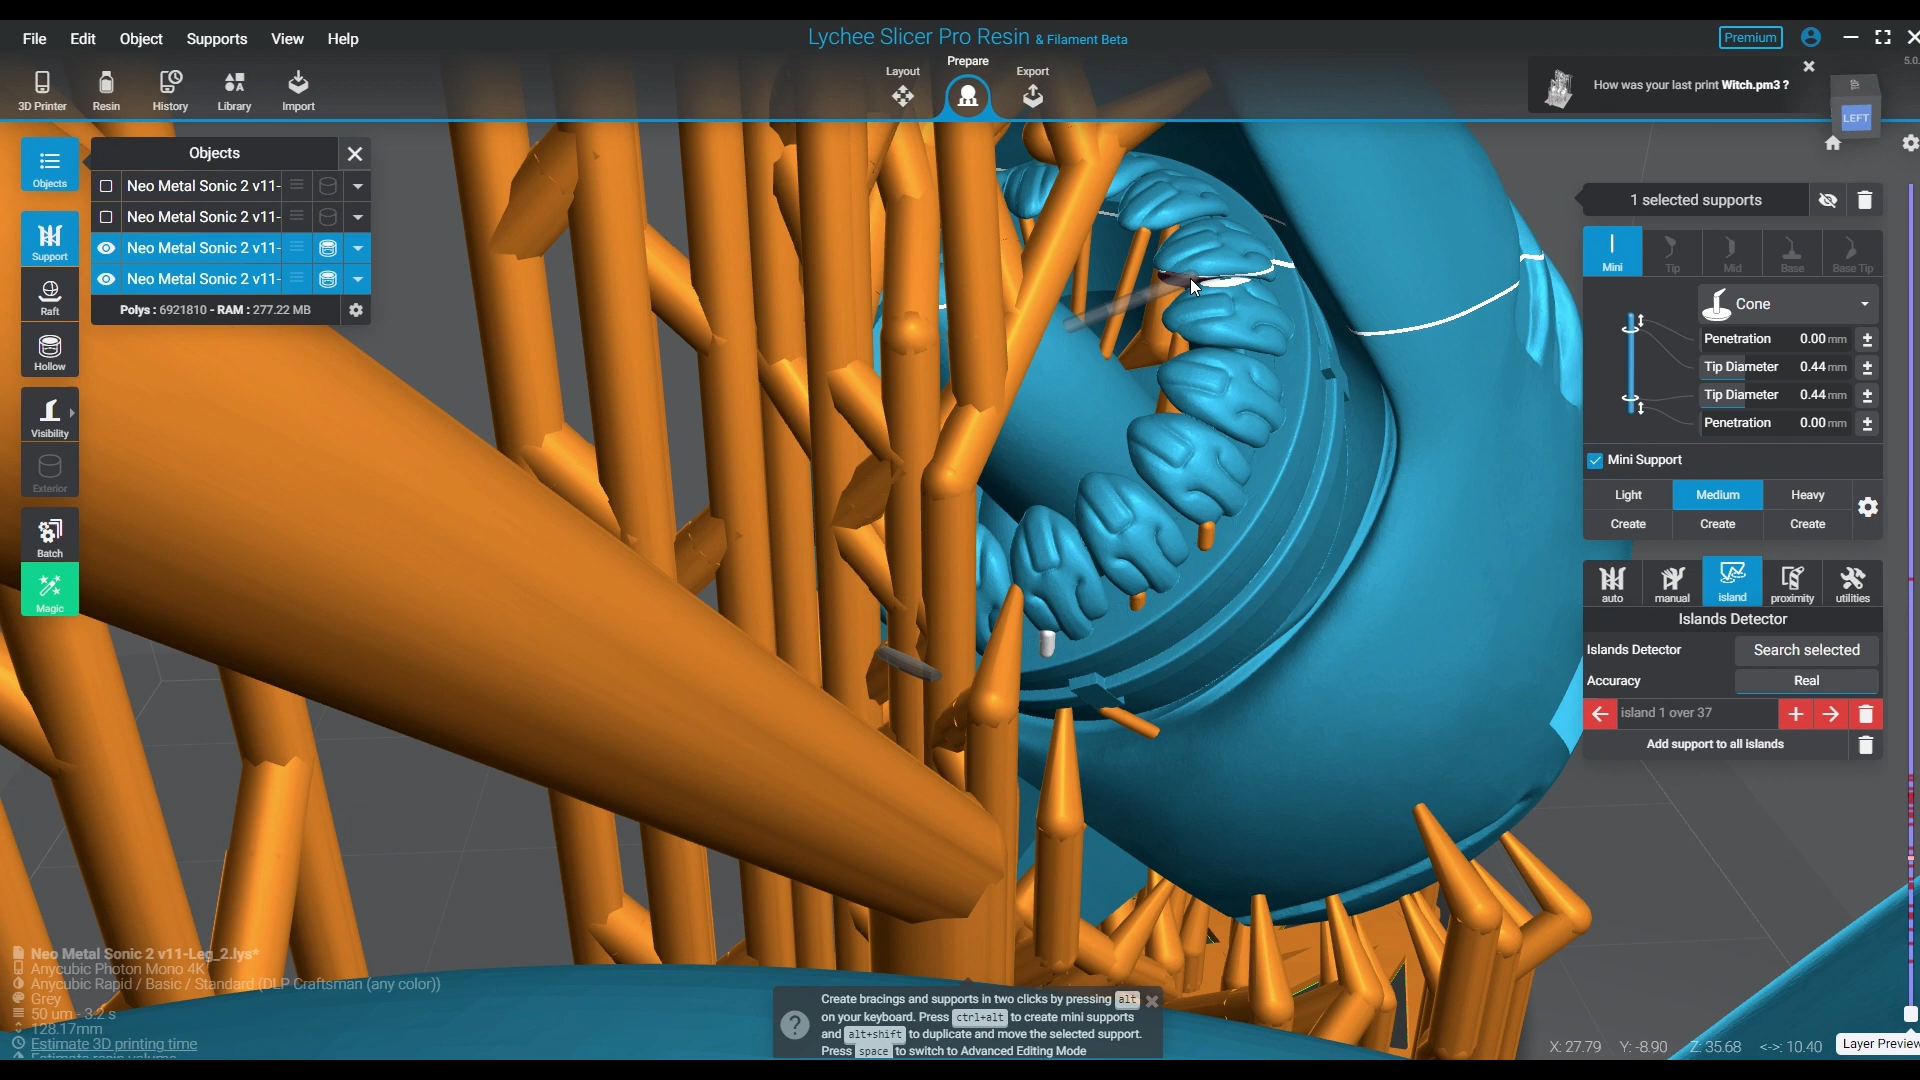 File Edit Object Supports View Help
Lychee Slicer Pro Resin & Filament Beta
Premium
5.0.
3D Printer Resin History Library Import
Layout Prepare Export
How was your last print Witch.pm3 ?
LEFT
Objects
Objects
Neo Metal Sonic 2 v11-
Neo Metal Sonic 2 v11-
Neo Metal Sonic 2 v11-
Neo Metal Sonic 2 v11-
Polys : 6921810 - RAM : 277.22 MB
Support
Raft
Hollow
Visibility
Exterior
Batch
Magic
1 selected supports
Mini Tip Mid Base Base Tip
Cone
Penetration 0.00 mm
Tip Diameter 0.44 mm
Tip Diameter 0.44 mm
Penetration 0.00 mm
Mini Support
Light Medium Heavy
Create Create Create
auto manual island proximity utilities
Islands Detector
Islands Detector Search selected
Accuracy Real
island 1 over 37
Add support to all islands
Neo Metal Sonic 2 v11-Leg_2.lys*
Anycubic Photon Mono 4K
Anycubic Rapid / Basic / Standard (DLP Craftsman (any color))
Grey
50 um - 3.2 s
128.17mm
Estimate 3D printing time
Estimate resin volume
Create bracings and supports in two clicks by pressing alt
on your keyboard. Press ctrl+alt to create mini supports
and alt+shift to duplicate and move the selected support.
Press space to switch to Advanced Editing Mode
X: 27.79 Y: -8.90 Z: 35.68 <->: 10.40
Layer Preview